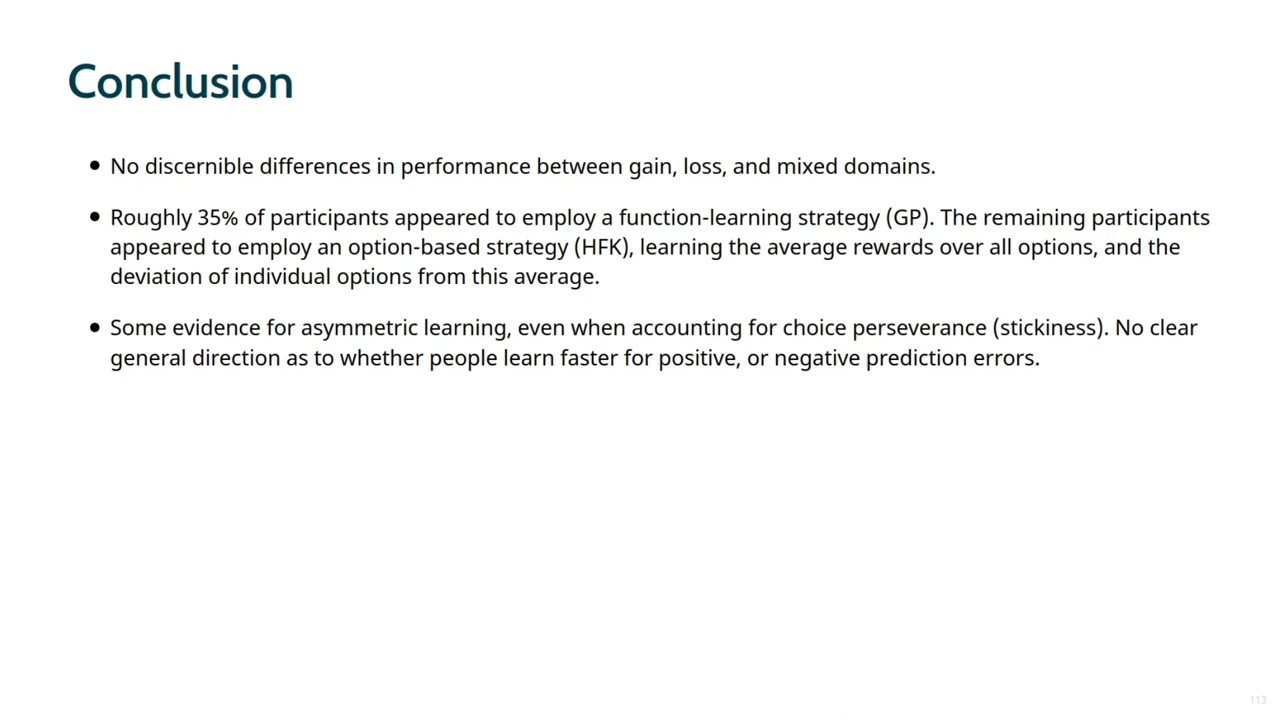 Conclusion
• No discernible differences in performance between gain, loss, and mixed domains.
• Roughly 35% of participants appeared to employ a function-learning strategy (GP). The remaining participants
appeared to employ an option-based strategy (HFK), learning the average rewards over all options, and the
deviation of individual options from this average.
• Some evidence for asymmetric learning, even when accounting for choice perseverance (stickiness). No clear
general direction as to whether people learn faster for positive, or negative prediction errors.
113